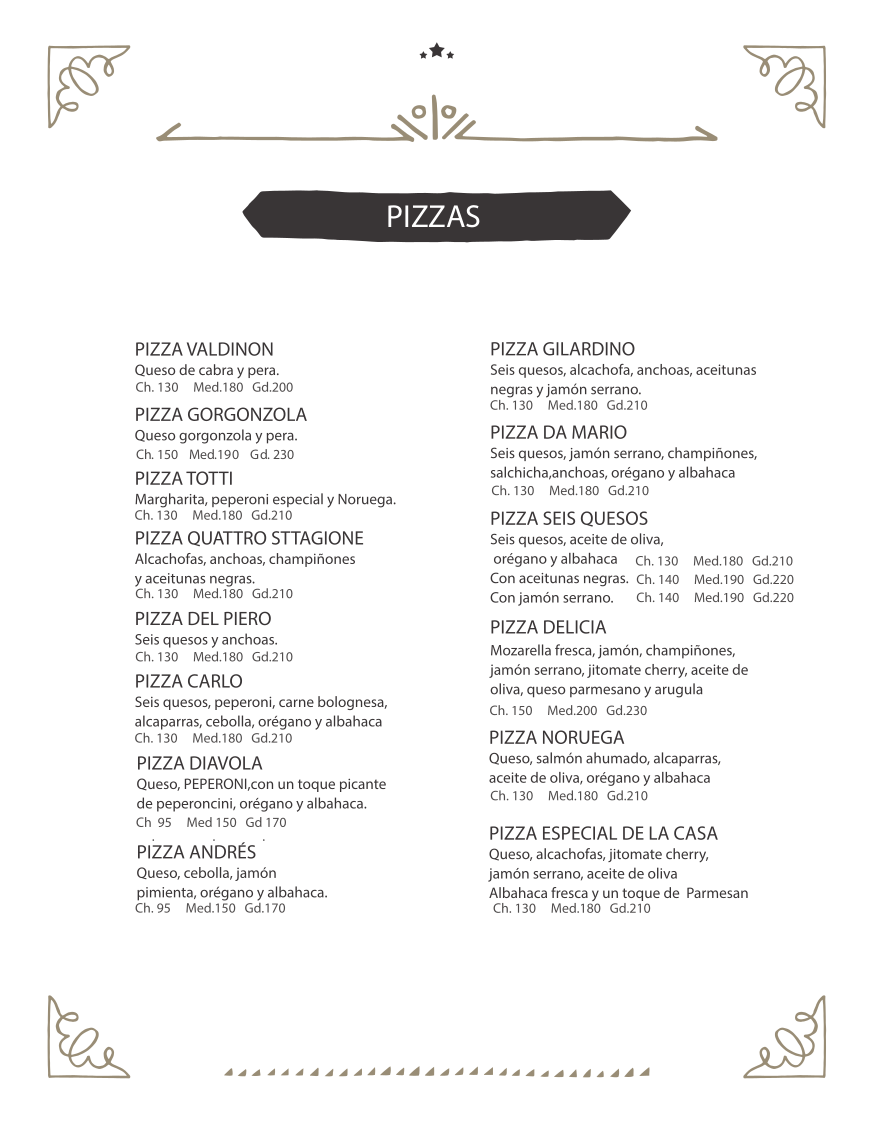 PIZZAS
PIZZA VALDINON
Queso de cabra y pera.
Ch. 130 Med.180 Gd.200
PIZZA GORGONZOLA
Queso gorgonzola y pera.
Ch. 150 Med.190 Gd. 230
PIZZA TOTTI
Margharita, peperoni especial y Noruega.
Ch. 130 Med.180 Gd.210
PIZZA QUATTRO STTAGIONE
Alcachofas, anchoas, champiñones
y aceitunas negras.
Ch. 130 Med.180 Gd.210
PIZZA DEL PIERO
Seis quesos y anchoas.
Ch. 130 Med.180 Gd.210
PIZZA CARLO
Seis quesos, peperoni, carne bolognesa,
alcaparras, cebolla, orégano y albahaca
Ch. 130 Med.180 Gd.210
PIZZA DIAVOLA
Queso, PEPERONI,con un toque picante
de peperoncini, orégano y albahaca.
Ch 95 Med 150 Gd 170
PIZZA ANDRÉS
Queso, cebolla, jamón
pimienta, orégano y albahaca.
Ch. 95 Med.150 Gd.170
PIZZA GILARDINO
Seis quesos, alcachofa, anchoas, aceitunas
negras y jamón serrano.
Ch. 130 Med.180 Gd.210
PIZZA DA MARIO
Seis quesos, jamón serrano, champiñones,
salchicha,anchoas, orégano y albahaca
Ch. 130 Med.180 Gd.210
PIZZA SEIS QUESOS
Seis quesos, aceite de oliva,
orégano y albahaca Ch. 130 Med.180 Gd.210
Con aceitunas negras. Ch. 140 Med.190 Gd.220
Con jamón serrano. Ch. 140 Med.190 Gd.220
PIZZA DELICIA
Mozarella fresca, jamón, champiñones,
jamón serrano, jitomate cherry, aceite de
oliva, queso parmesano y arugula
Ch. 150 Med.200 Gd.230
PIZZA NORUEGA
Queso, salmón ahumado, alcaparras,
aceite de oliva, orégano y albahaca
Ch. 130 Med.180 Gd.210
PIZZA ESPECIAL DE LA CASA
Queso, alcachofas, jitomate cherry,
jamón serrano, aceite de oliva
Albahaca fresca y un toque de Parmesan
Ch. 130 Med.180 Gd.210